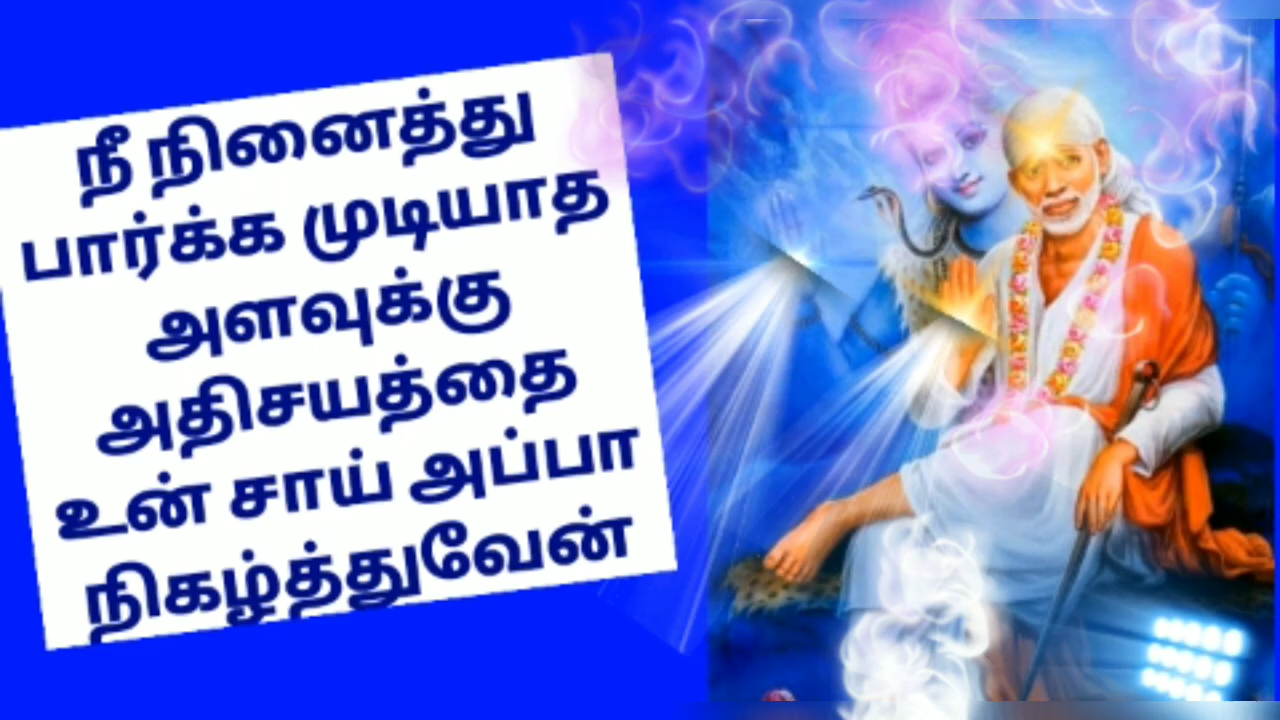 நீ நினைத்து
பார்க்க முடியாத
அளவுக்கு
அதிசயத்தை
உன் சாய் அப்பா
நிகழ்த்துவேன்